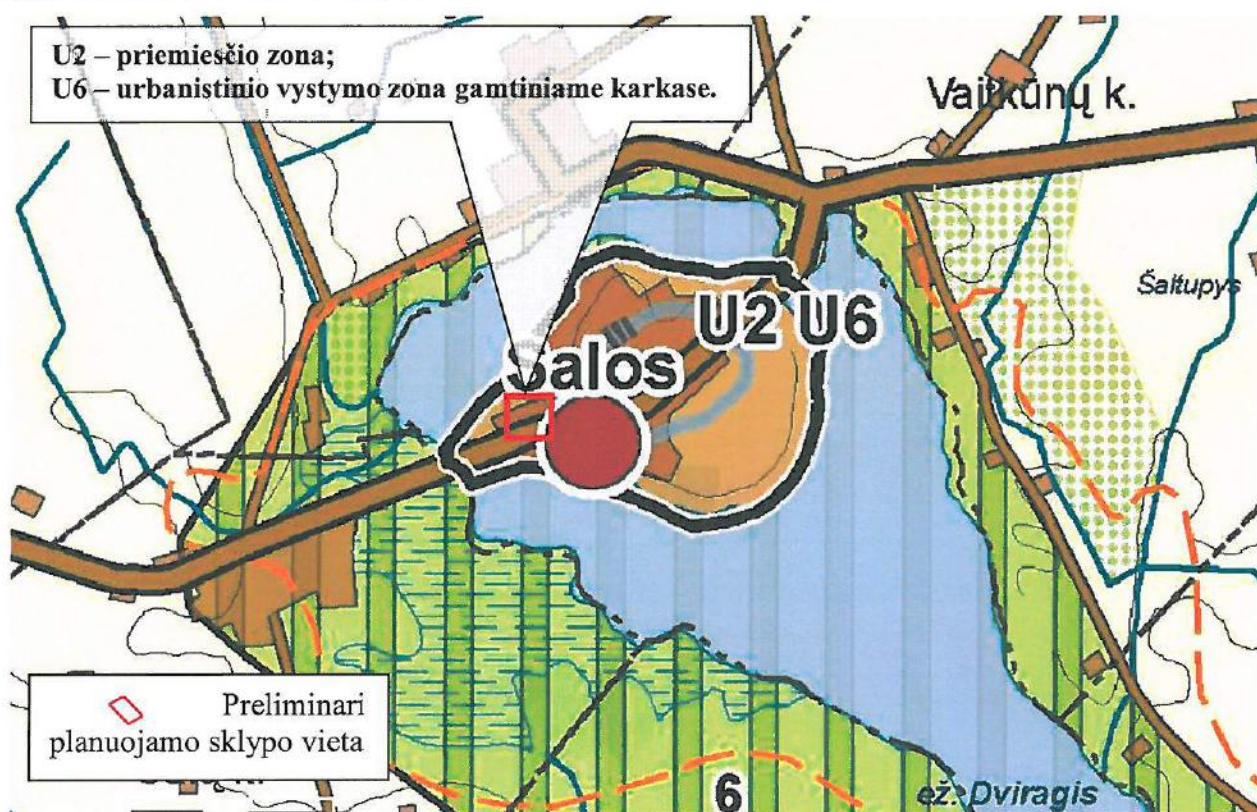 U2 – priemiesčio zona;
U6 – urbanistinio vystymo zona gamtiniame karkase.
Vaitkūnų k.
Šaltupys
U2 U6
Salos
Preliminari
planuojamo sklypo vieta
6
ež. Dviragis